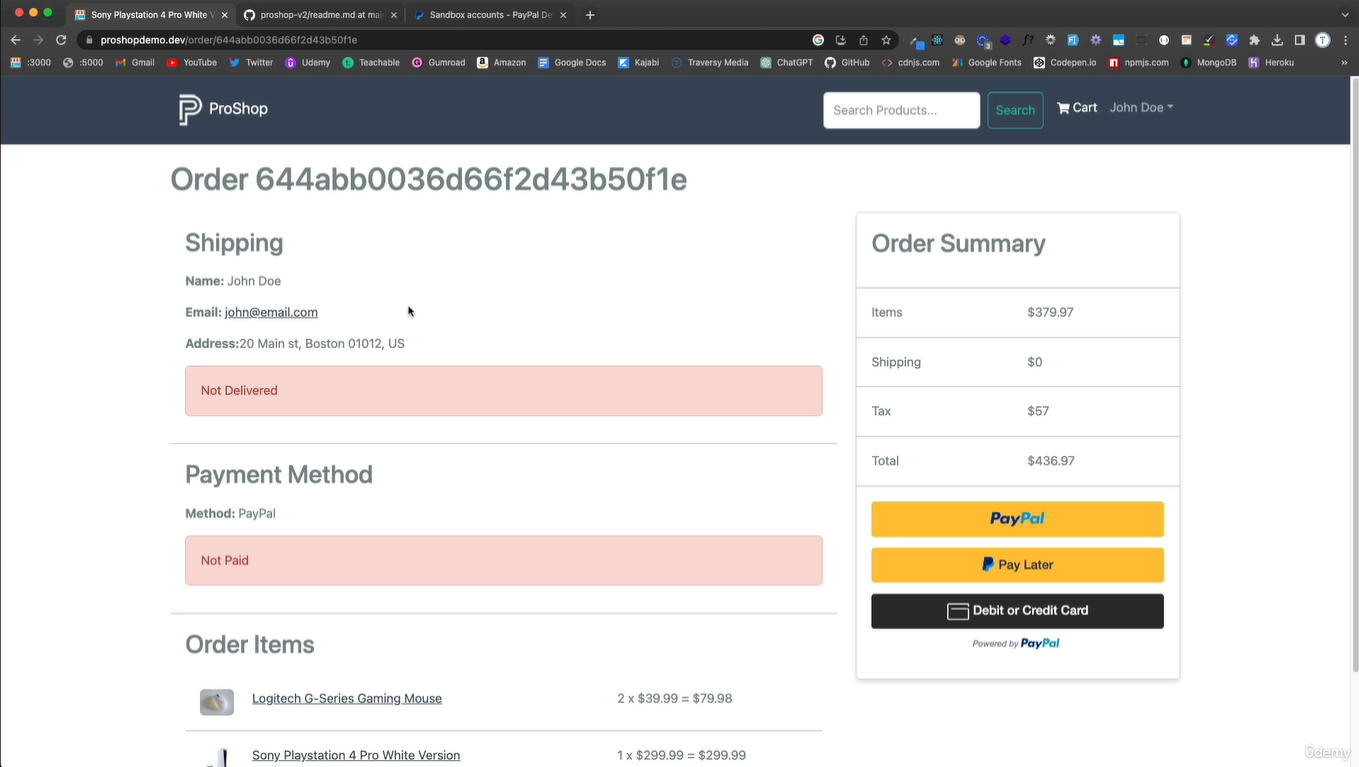 Sony Playstation 4 Pro White V
proshop-v2/readme.md at main
Sandbox accounts - PayPal De
proshopdemo.dev/order/644abb0036d66f2d43b50f1e
:3000 :5000 Gmail YouTube Twitter Udemy Teachable Gumroad Amazon Google Docs Kajabi Traversy Media ChatGPT GitHub cdnjs.com Google Fonts Codepen.io npmjs.com MongoDB Heroku »
ProShop
Search Products...
Search
Cart
John Doe
Order 644abb0036d66f2d43b50f1e
Shipping
Name: John Doe
Email: john@email.com
Address:20 Main st, Boston 01012, US
Not Delivered
Payment Method
Method: PayPal
Not Paid
Order Items
Logitech G-Series Gaming Mouse
2 x $39.99 = $79.98
Sony Playstation 4 Pro White Version
1 x $299.99 = $299.99
Order Summary
Items $379.97
Shipping $0
Tax $57
Total $436.97
PayPal
Pay Later
Debit or Credit Card
Powered by PayPal
ûdemy